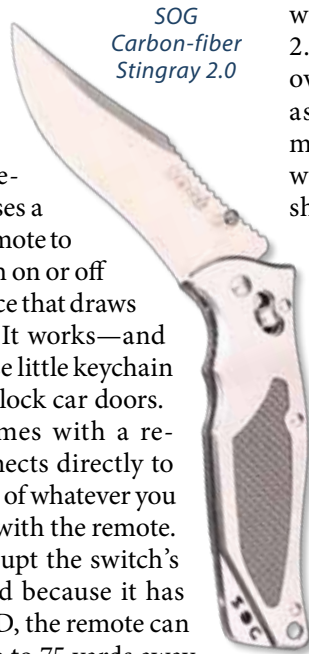 SOG
Carbon-fiber
Stingray 2.0
w
2.
ov
as
m
w
sh
e-
ses a
mote to
n on or off
ce that draws
It works—and
e little keychain
lock car doors.
mes with a re-
nects directly to
of whatever you
with the remote.
upt the switch's
d because it has
D, the remote can
to 75 yards away
SOG